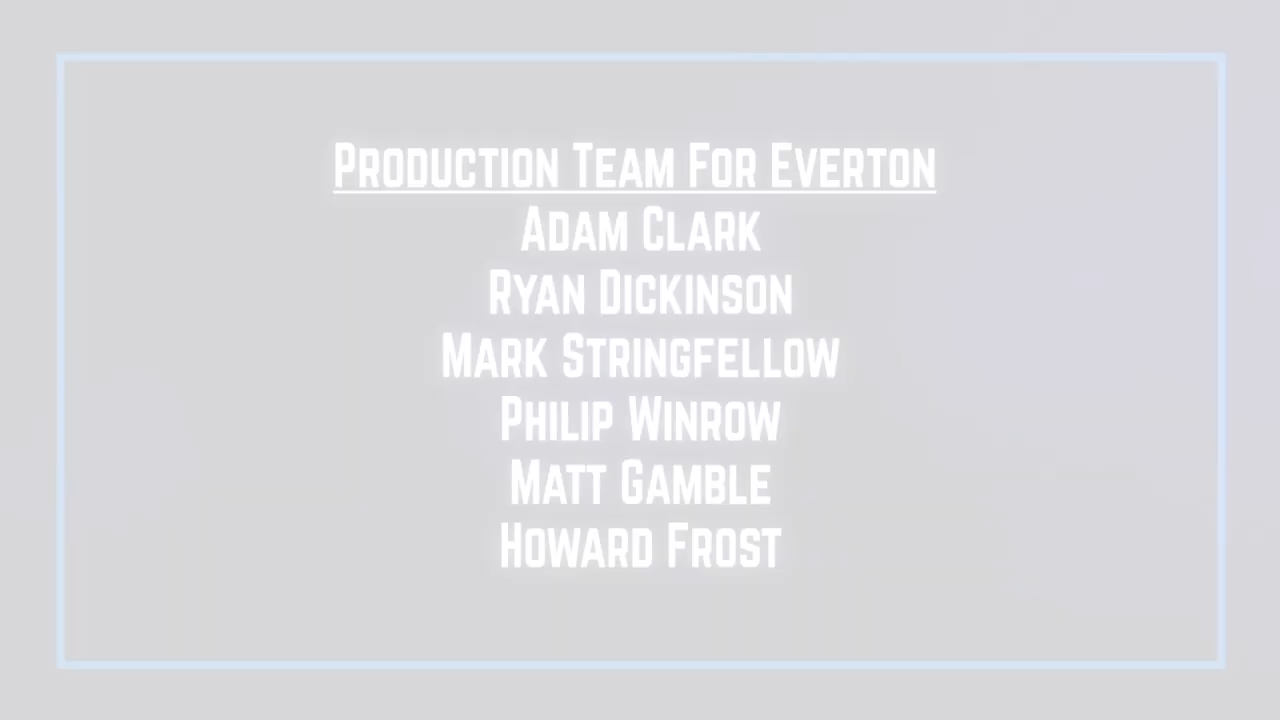 Production Team For Everton
Adam Clark
Ryan Dickinson
Mark Stringfellow
Philip Winrow
Matt Gamble
Howard Frost